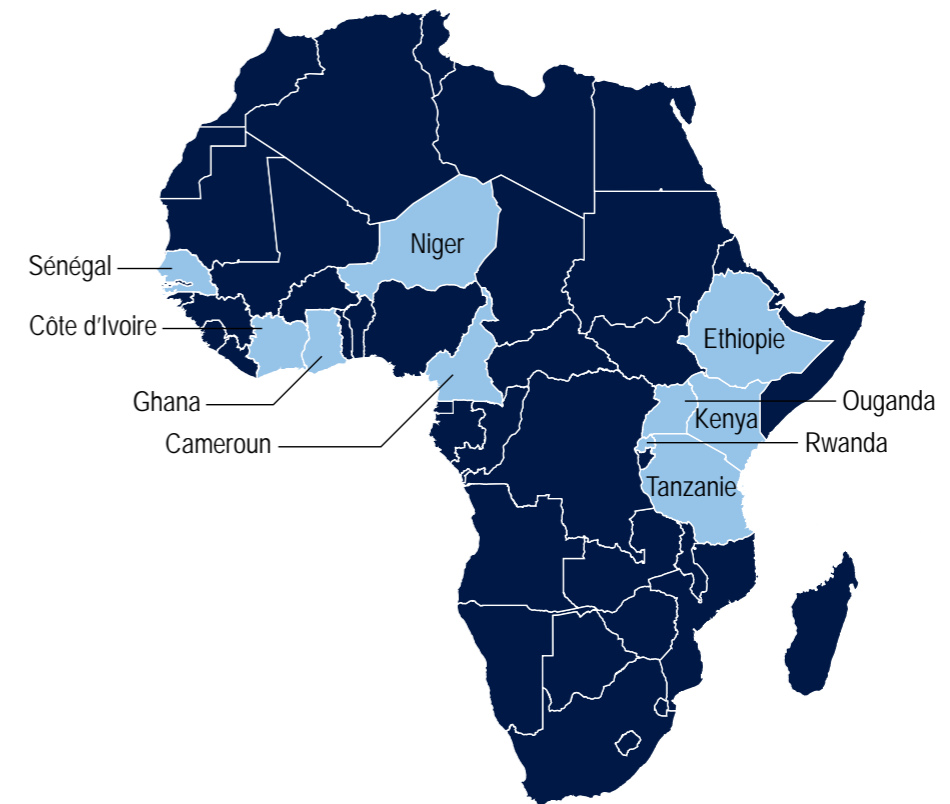 Niger
Sénégal
Côte d'Ivoire
Ethiopie
Ghana
Ouganda
Kenya
Cameroun
Rwanda
Tanzanie